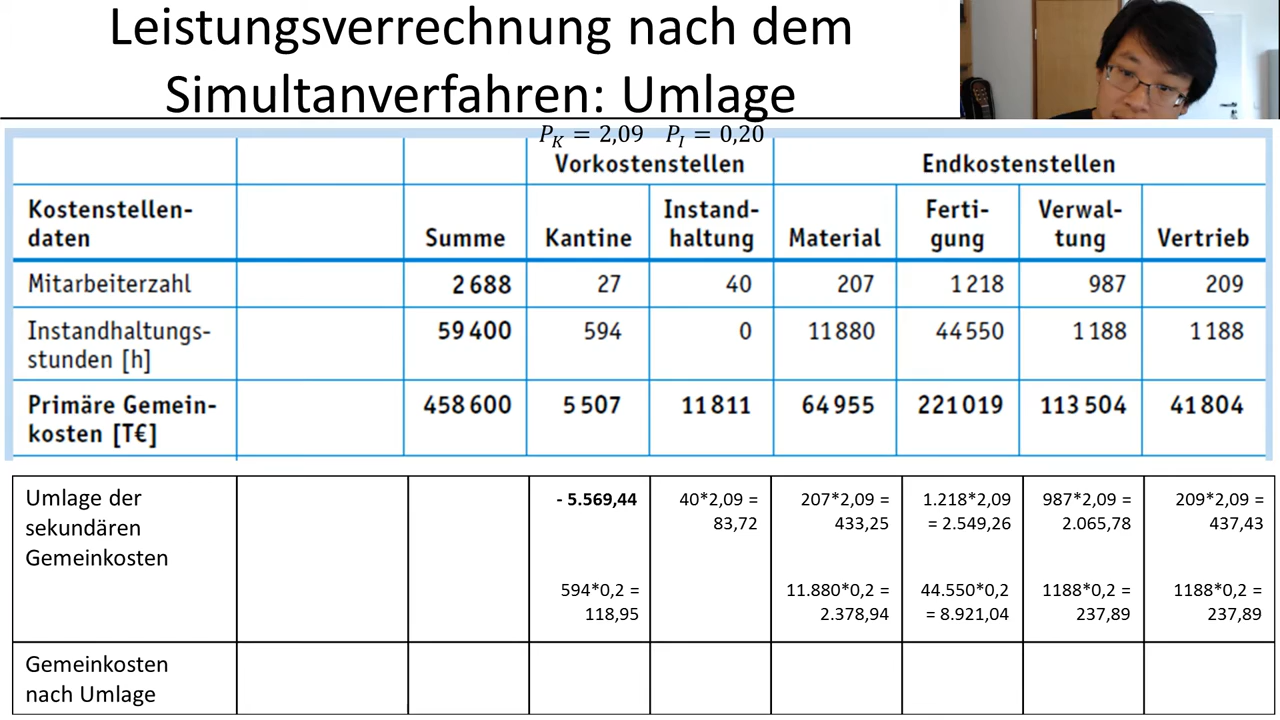 Leistungsverrechnung nach dem
Simultanverfahren: Umlage
P_K = 2,09 P_I = 0,20
Vorkostenstellen Endkostenstellen
Kostenstellen-
daten
Summe
Kantine
Instand-
haltung
Material
Ferti-
gung
Verwal-
tung
Vertrieb
Mitarbeiterzahl 2 688 27 40 207 1 218 987 209
Instandhaltungs-
stunden [h]
59 400 594 0 11 880 44 550 1 188 1 188
Primäre Gemein-
kosten [T€]
458 600 5 507 11 811 64 955 221 019 113 504 41 804
Umlage der
sekundären
Gemeinkosten
- 5.569,44
40*2,09 =
83,72
207*2,09 =
433,25
1.218*2,09
= 2.549,26
987*2,09 =
2.065,78
209*2,09 =
437,43
594*0,2 =
118,95
11.880*0,2 =
2.378,94
44.550*0,2
= 8.921,04
1188*0,2 =
237,89
1188*0,2 =
237,89
Gemeinkosten
nach Umlage